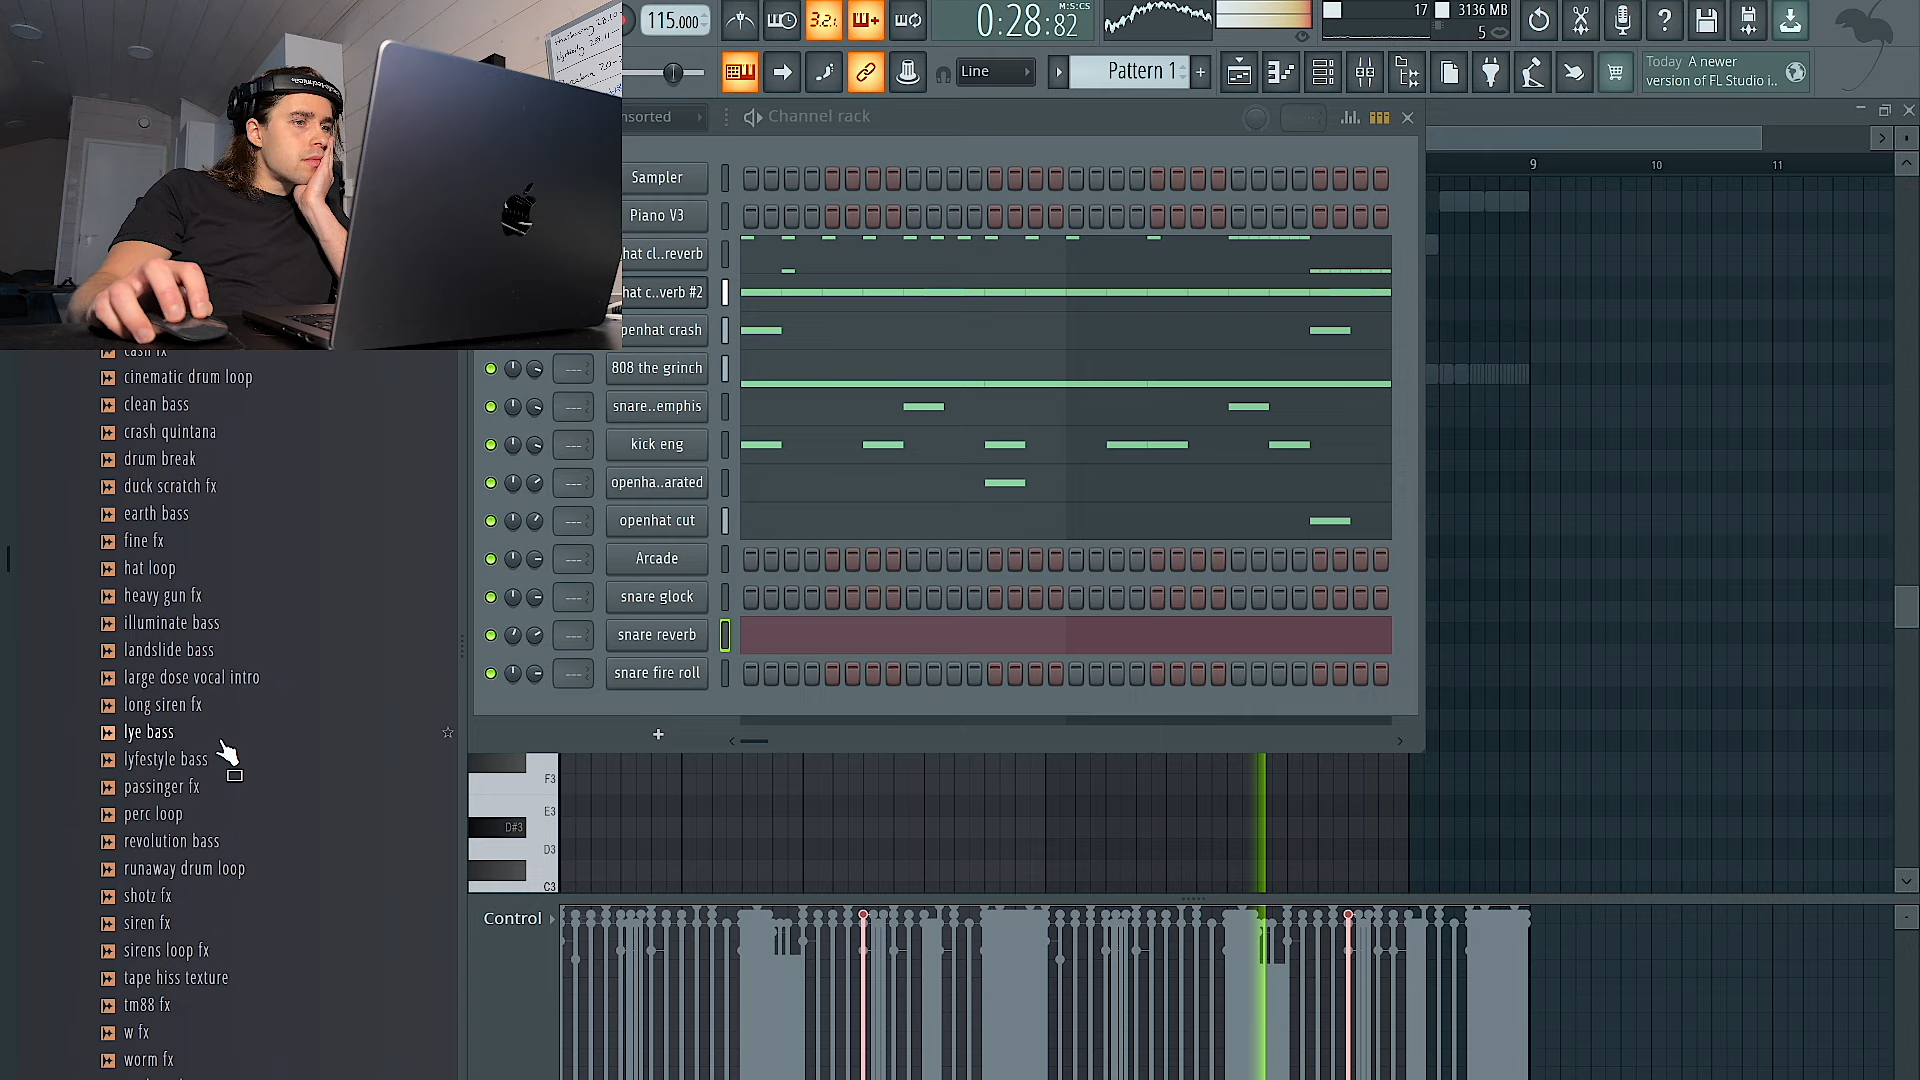 115.000
3.2:
0:28:82
M:S:CS
17
3136 MB
5
Line
Pattern 1
+
Today A newer
version of FL Studio i..
nsorted
Channel rack
9
10
11
Sampler
Piano V3
hat cl..reverb
hat c..verb #2
penhat crash
808 the grinch
snare..emphis
kick eng
openha..arated
openhat cut
Arcade
snare glock
snare reverb
snare fire roll
+
cash fx
cinematic drum loop
clean bass
crash quintana
drum break
duck scratch fx
earth bass
fine fx
hat loop
heavy gun fx
illuminate bass
landslide bass
large dose vocal intro
long siren fx
lye bass
lyfestyle bass
passinger fx
perc loop
revolution bass
runaway drum loop
shotz fx
siren fx
sirens loop fx
tape hiss texture
tm88 fx
w fx
worm fx
F3
E3
D#3
D3
C3
Control